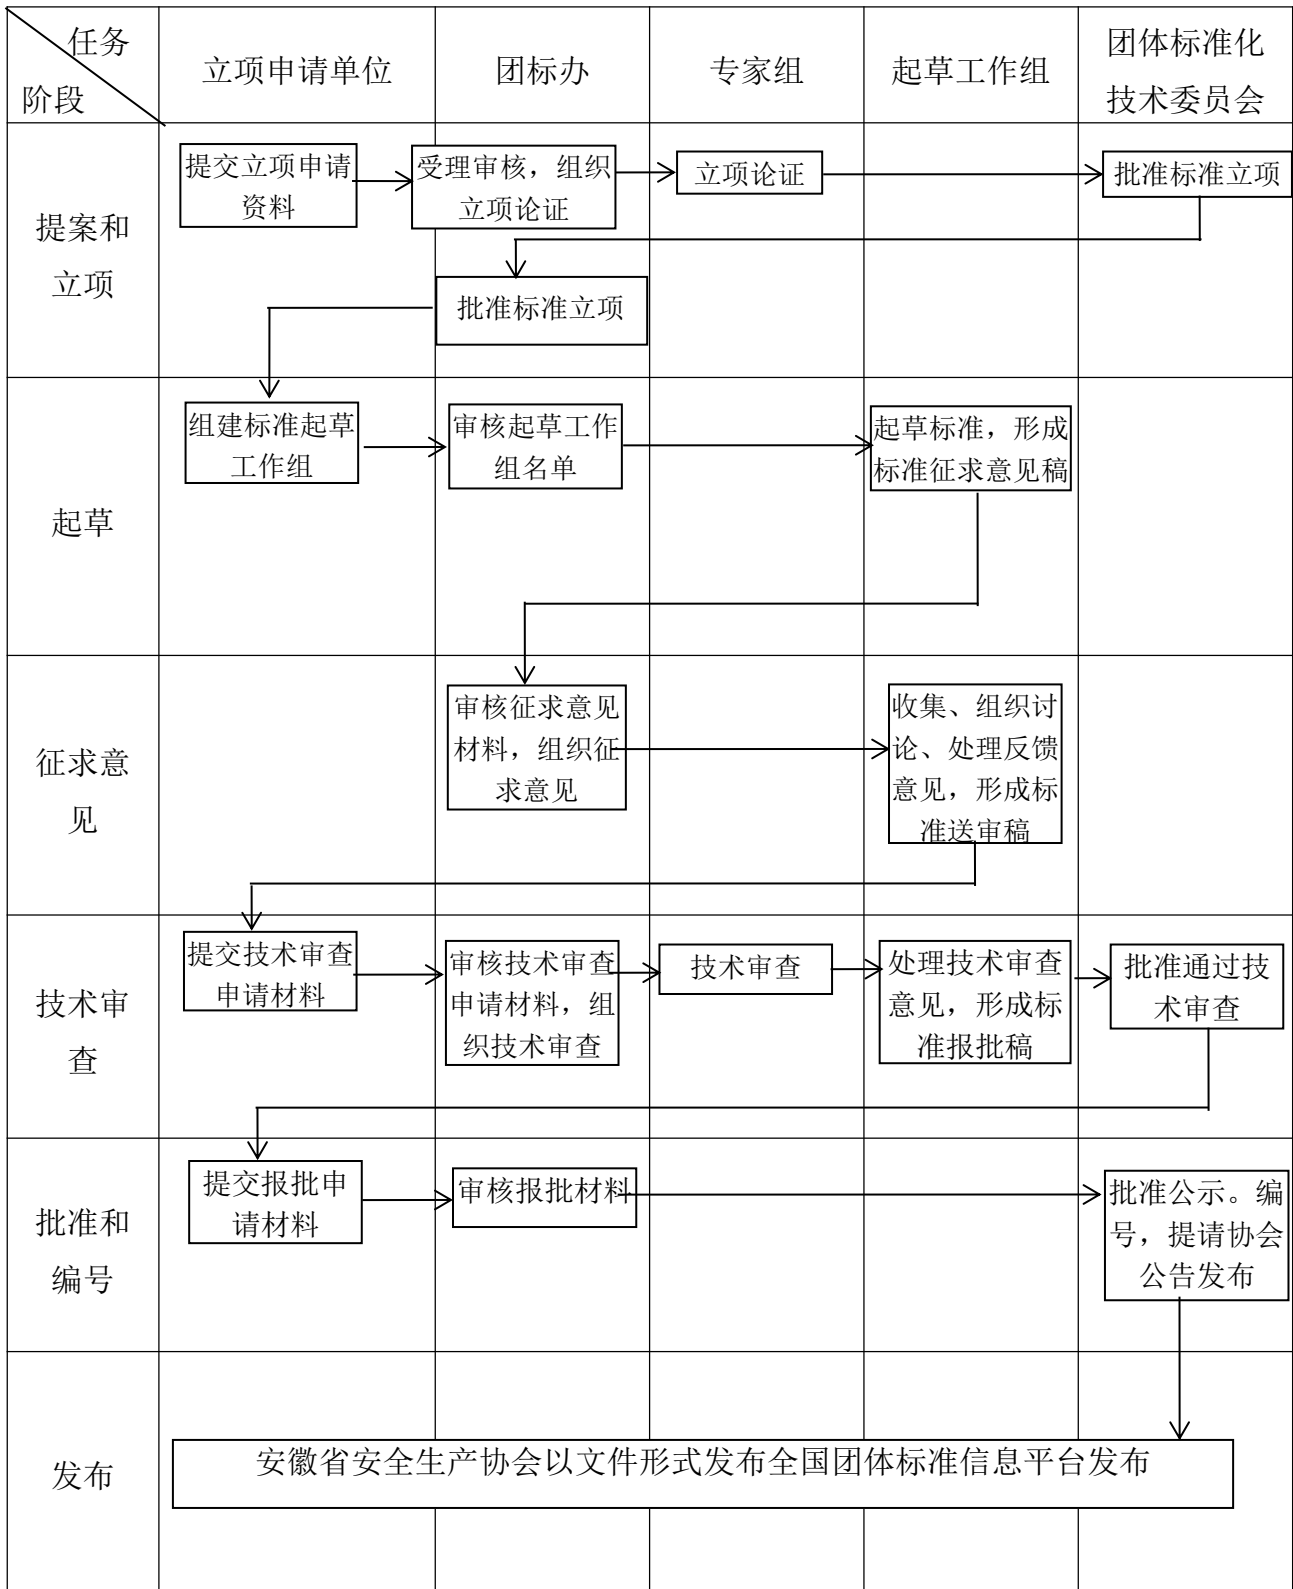 任务
阶段
立项申请单位
团标办
专家组
起草工作组
团体标准化
技术委员会
提案和
立项
提交立项申请
资料
受理审核，组织
立项论证
立项论证
批准标准立项
批准标准立项
起草
组建标准起草
工作组
审核起草工作
组名单
起草标准，形成
标准征求意见稿
征求意
见
审核征求意见
材料，组织征
求意见
收集、组织讨
论、处理反馈
意见，形成标
准送审稿
技术审
查
提交技术审查
申请材料
审核技术审查
申请材料，组
织技术审查
技术审查
处理技术审查
意见，形成标
准报批稿
批准通过技
术审查
批准和
编号
提交报批申
请材料
审核报批材料
批准公示。编
号，提请协会
公告发布
发布
安徽省安全生产协会以文件形式发布全国团体标准信息平台发布